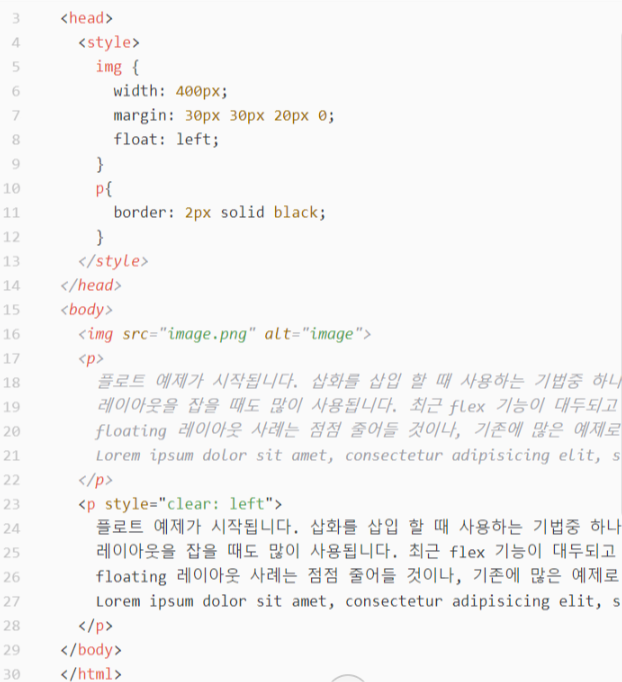 3 <head>
4 <style>
5 img {
6 width: 400px;
7 margin: 30px 30px 20px 0;
8 float: left;
9 }
10 p{
11 border: 2px solid black;
12 }
13 </style>
14 </head>
15 <body>
16 <img src="image.png" alt="image">
17 <p>
18 플로트 예제가 시작됩니다. 삽화를 삽입 할 때 사용하는 기법중 하나
19 레이아웃을 잡을 때도 많이 사용됩니다. 최근 flex 기능이 대두되고
20 floating 레이아웃 사례는 점점 줄어들 것이나, 기존에 많은 예제로
21 Lorem ipsum dolor sit amet, consectetur adipisicing elit, s
22 </p>
23 <p style="clear: left">
24 플로트 예제가 시작됩니다. 삽화를 삽입 할 때 사용하는 기법중 하나
25 레이아웃을 잡을 때도 많이 사용됩니다. 최근 flex 기능이 대두되고
26 floating 레이아웃 사례는 점점 줄어들 것이나, 기존에 많은 예제로
27 Lorem ipsum dolor sit amet, consectetur adipisicing elit, s
28 </p>
29 </body>
30 </html>